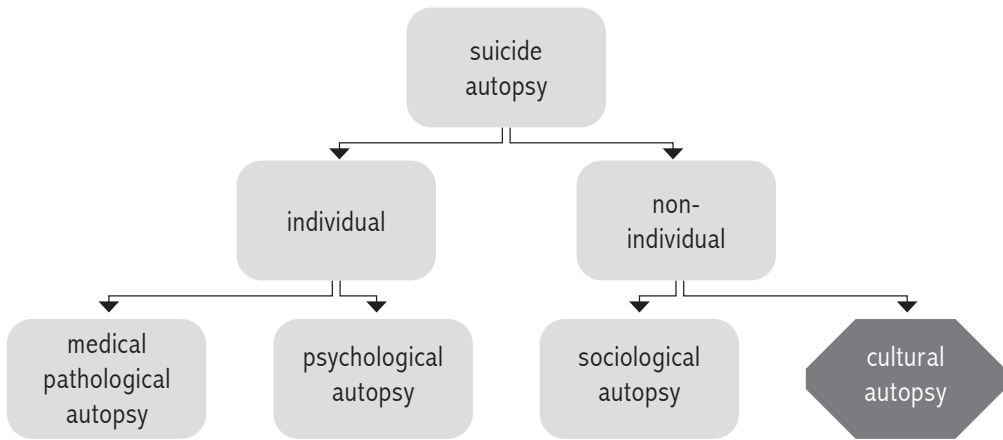 suicide
autopsy
individual
non-
individual
medical
pathological
autopsy
psychological
autopsy
sociological
autopsy
cultural
autopsy